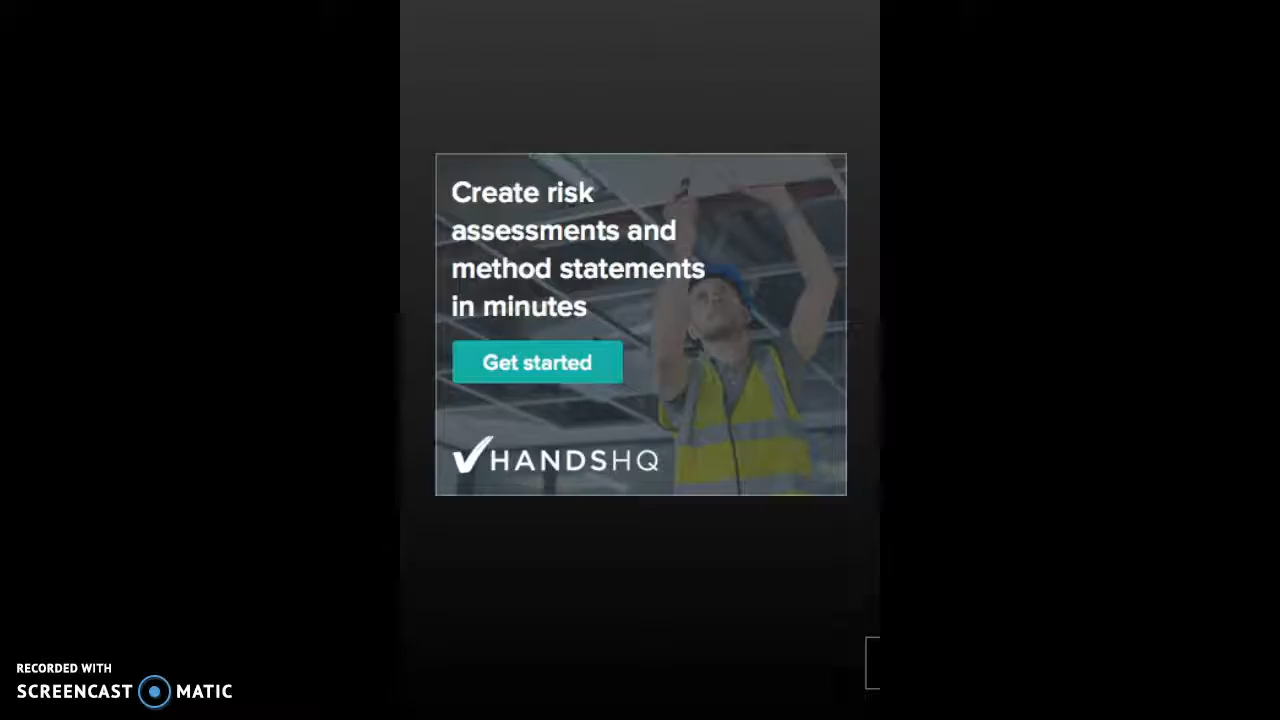 Create risk
assessments and
method statements
in minutes
Get started
HANDSHQ
RECORDED WITH
SCREENCAST MATIC